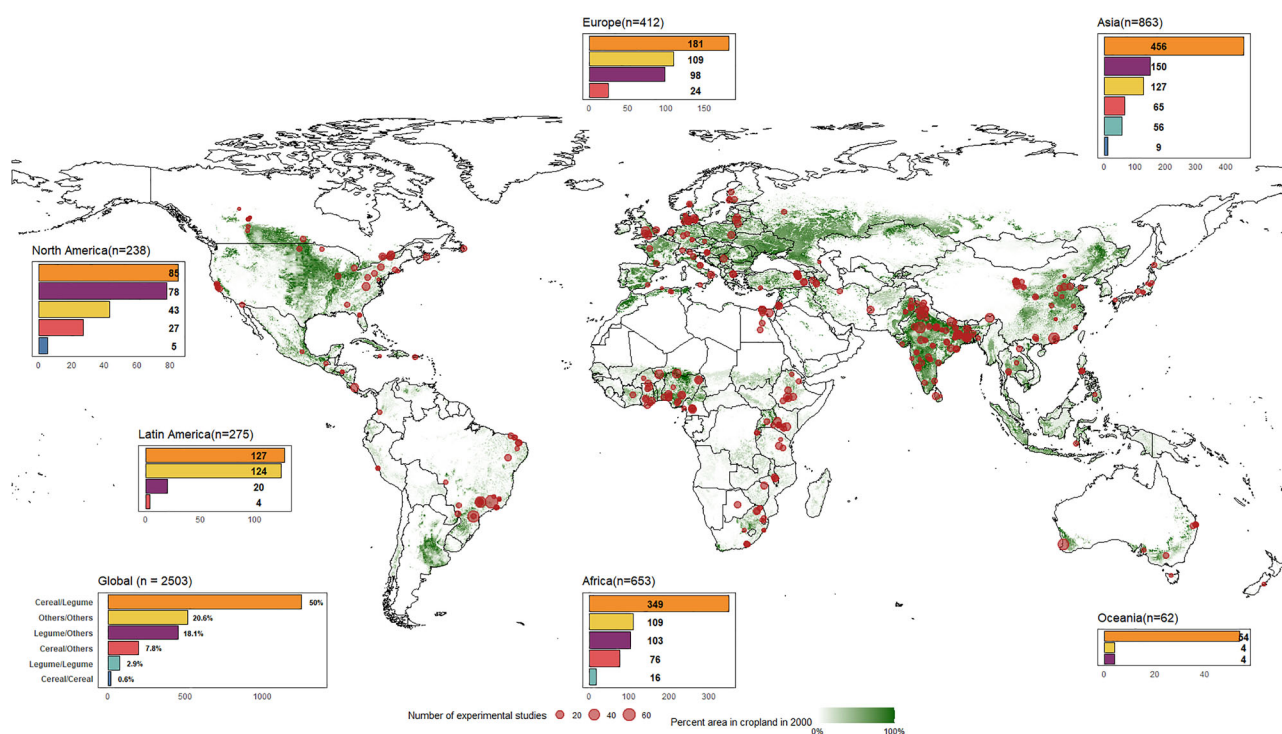 Europe(n=412)
181
109
98
24
0 50 100 150
Asia(n=863)
456
150
127
65
56
9
0 100 200 300 400
North America(n=238)
85
78
43
27
5
0 20 40 60 80
Latin America(n=275)
127
124
20
4
0 50 100
Global (n = 2503)
Cereal/Legume 50%
Others/Others 20.6%
Legume/Others 18.1%
Cereal/Others 7.8%
Legume/Legume 2.9%
Cereal/Cereal 0.6%
0 500 1000
Africa(n=653)
349
109
103
76
16
0 100 200 300
Oceania(n=62)
54
4
4
0 20 40
Number of experimental studies 20 40 60
Percent area in cropland in 2000
0% 100%